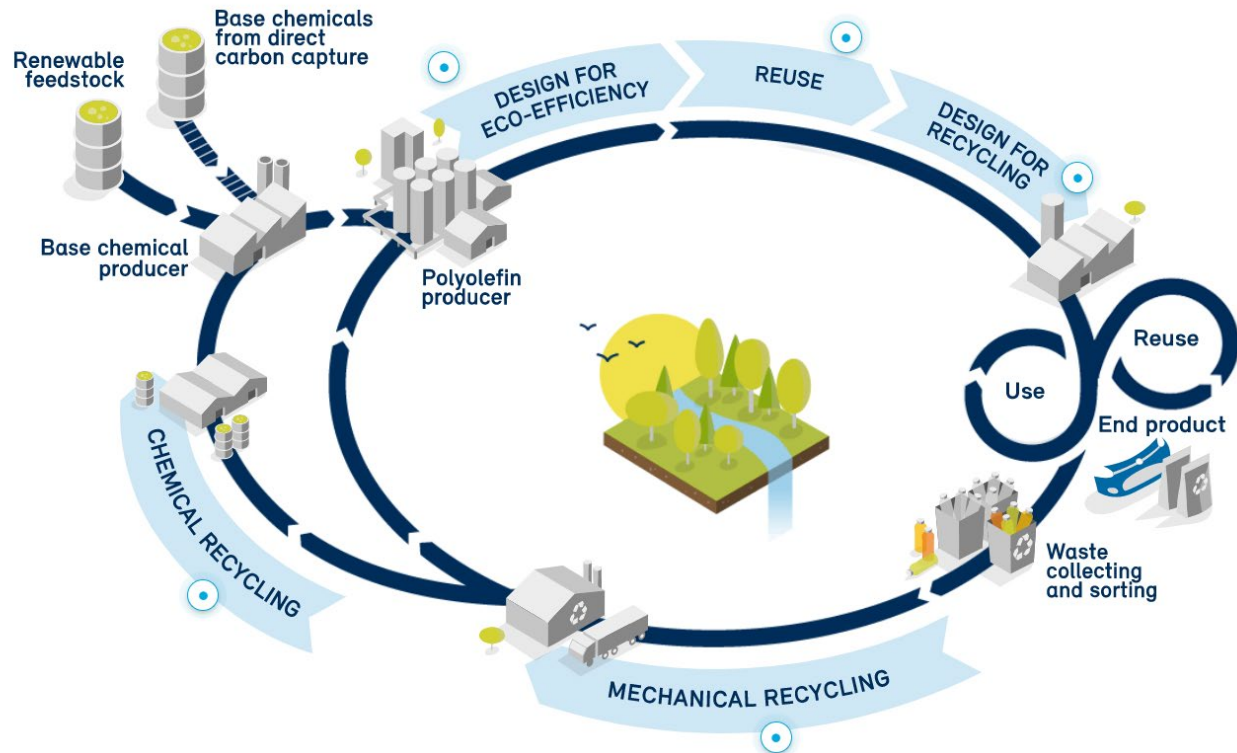 Base chemicals
from direct
carbon capture
Renewable
feedstock
DESIGN FOR
ECO-EFFICIENCY
REUSE
DESIGN FOR
RECYCLING
Base chemical
producer
Polyolefin
producer
Reuse
Use
End product
CHEMICAL RECYCLING
Waste
collecting
and sorting
MECHANICAL RECYCLING